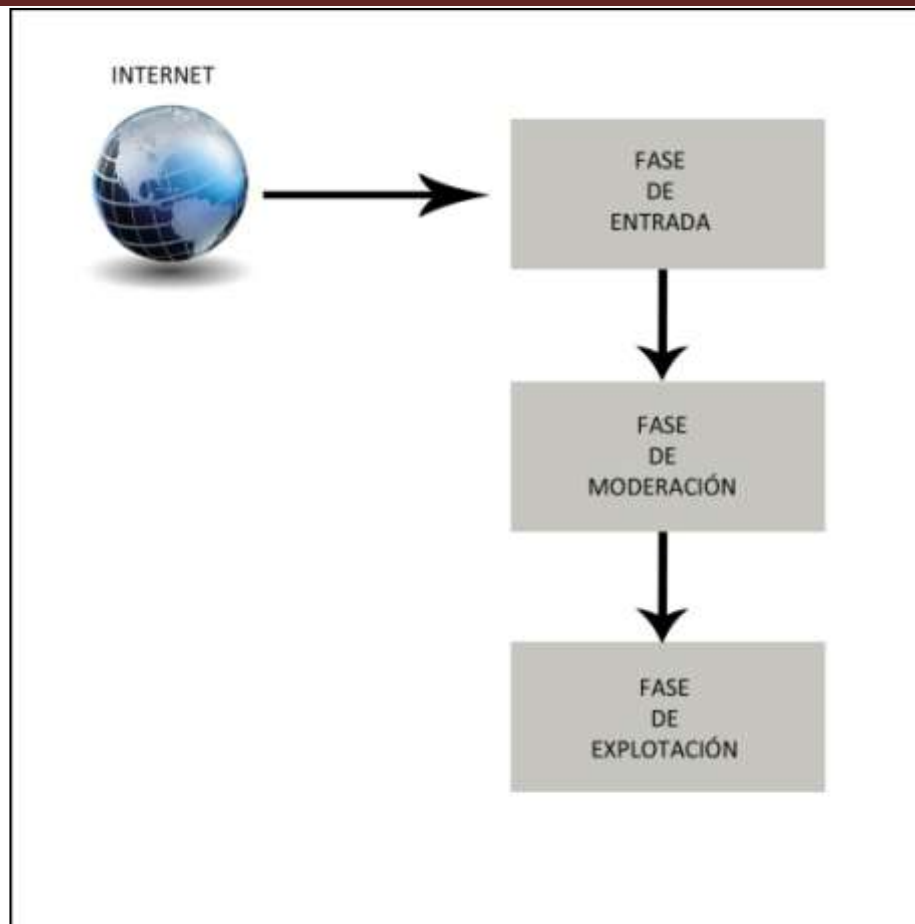 INTERNET
FASE
DE
ENTRADA
FASE
DE
MODERACIÓN
FASE
DE
EXPLOTACIÓN